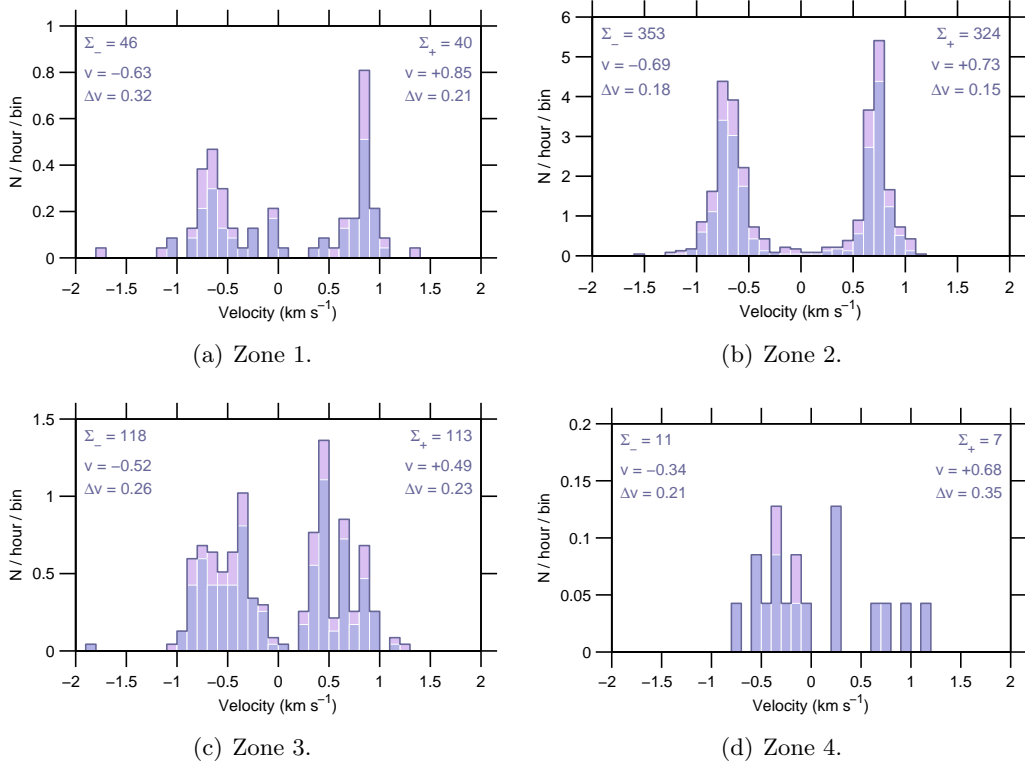 1
0.8
0.6
0.4
0.2
0
N / hour / bin
Σ₋ = 46
v = −0.63
Δv = 0.32
Σ₊ = 40
v = +0.85
Δv = 0.21
−2 −1.5 −1 −0.5 0 0.5 1 1.5 2
Velocity (km s⁻¹)
(a) Zone 1.
6
5
4
3
2
1
0
N / hour / bin
Σ₋ = 353
v = −0.69
Δv = 0.18
Σ₊ = 324
v = +0.73
Δv = 0.15
−2 −1.5 −1 −0.5 0 0.5 1 1.5 2
Velocity (km s⁻¹)
(b) Zone 2.
1.5
1
0.5
0
N / hour / bin
Σ₋ = 118
v = −0.52
Δv = 0.26
Σ₊ = 113
v = +0.49
Δv = 0.23
−2 −1.5 −1 −0.5 0 0.5 1 1.5 2
Velocity (km s⁻¹)
(c) Zone 3.
0.2
0.15
0.1
0.05
0
N / hour / bin
Σ₋ = 11
v = −0.34
Δv = 0.21
Σ₊ = 7
v = +0.68
Δv = 0.35
−2 −1.5 −1 −0.5 0 0.5 1 1.5 2
Velocity (km s⁻¹)
(d) Zone 4.